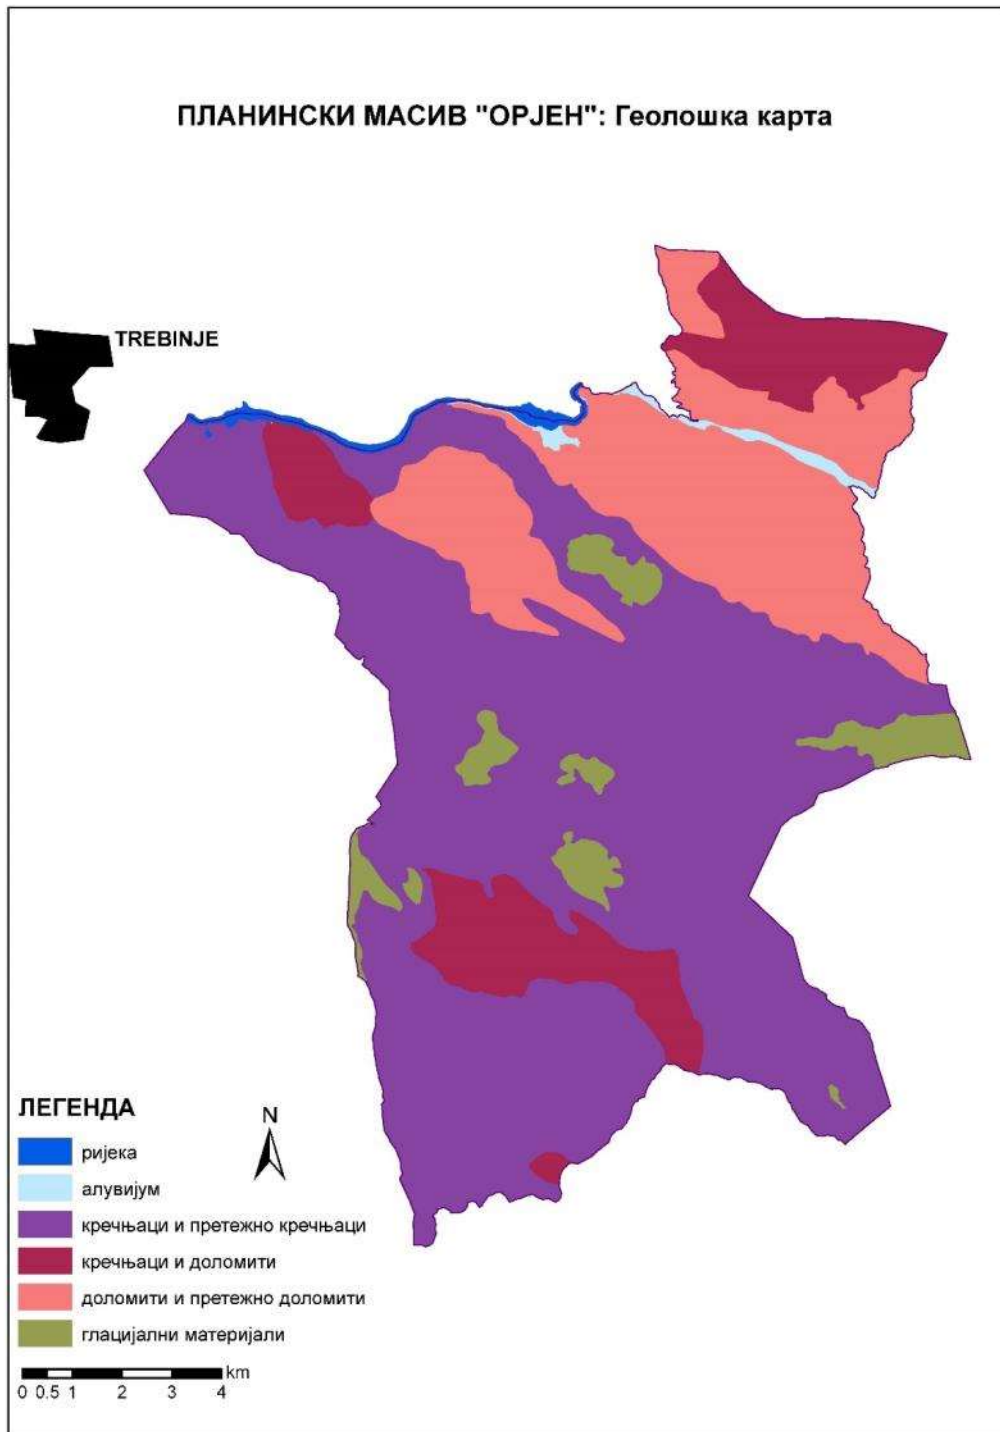 ПЛАНИНСКИ МАСИВ "ОРЈЕН": Геолошка карта
TREBINJE
ЛЕГЕНДА
N
ријека
алувијум
кречњаци и претежно кречњаци
кречњаци и доломити
доломити и претежно доломити
глацијални материјали
km
0 0.5 1 2 3 4